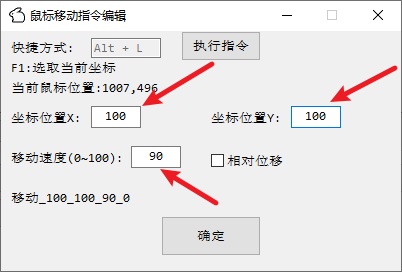 鼠标移动指令编辑
快捷方式: Alt + L 执行指令
F1:选取当前坐标
当前鼠标位置:1007,496
坐标位置X: 100 坐标位置Y: 100
移动速度(0~100): 90 相对位移
移动_100_100_90_0
确定